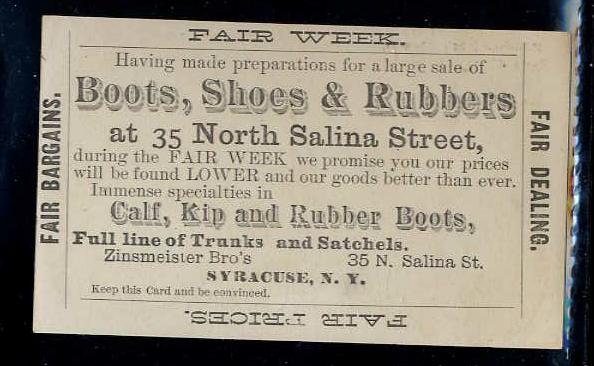 FAIR WEEK.
FAIR BARGAINS.
Having made preparations for a large sale of
Boots, Shoes & Rubbers
at 35 North Salina Street,
during the FAIR WEEK we promise you our prices
will be found LOWER and our goods better than ever.
Immense specialties in
Calf, Kip and Rubber Boots,
Full line of Trunks and Satchels.
Zinsmeister Bro's 35 N. Salina St.
SYRACUSE, N. Y.
Keep this Card and be convinced.
FAIR DEALING.
FAIR PRICES.